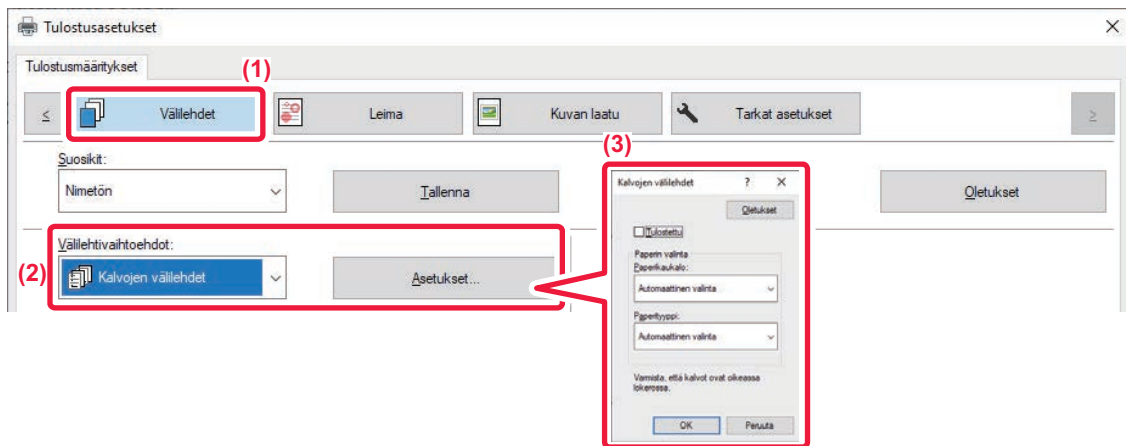 Tulostusasetukset
Tulostusmääritykset
(1)
< Välilehdet Leima Kuvan laatu Tarkat asetukset >
Suosikit:
Nimetön Tallenna Oletukset
(2)
Välilehtivaihtoehdot:
Kalvojen välilehdet Asetukset...
(3)
Kalvojen välilehdet ? X
Oletukset
Tulostettu
Paperin valinta
Paperikaukalo:
Automaattinen valinta
Paperityyppi:
Automaattinen valinta
Varmista, että kalvot ovat oikeassa
lokerossa.
OK Peruuta